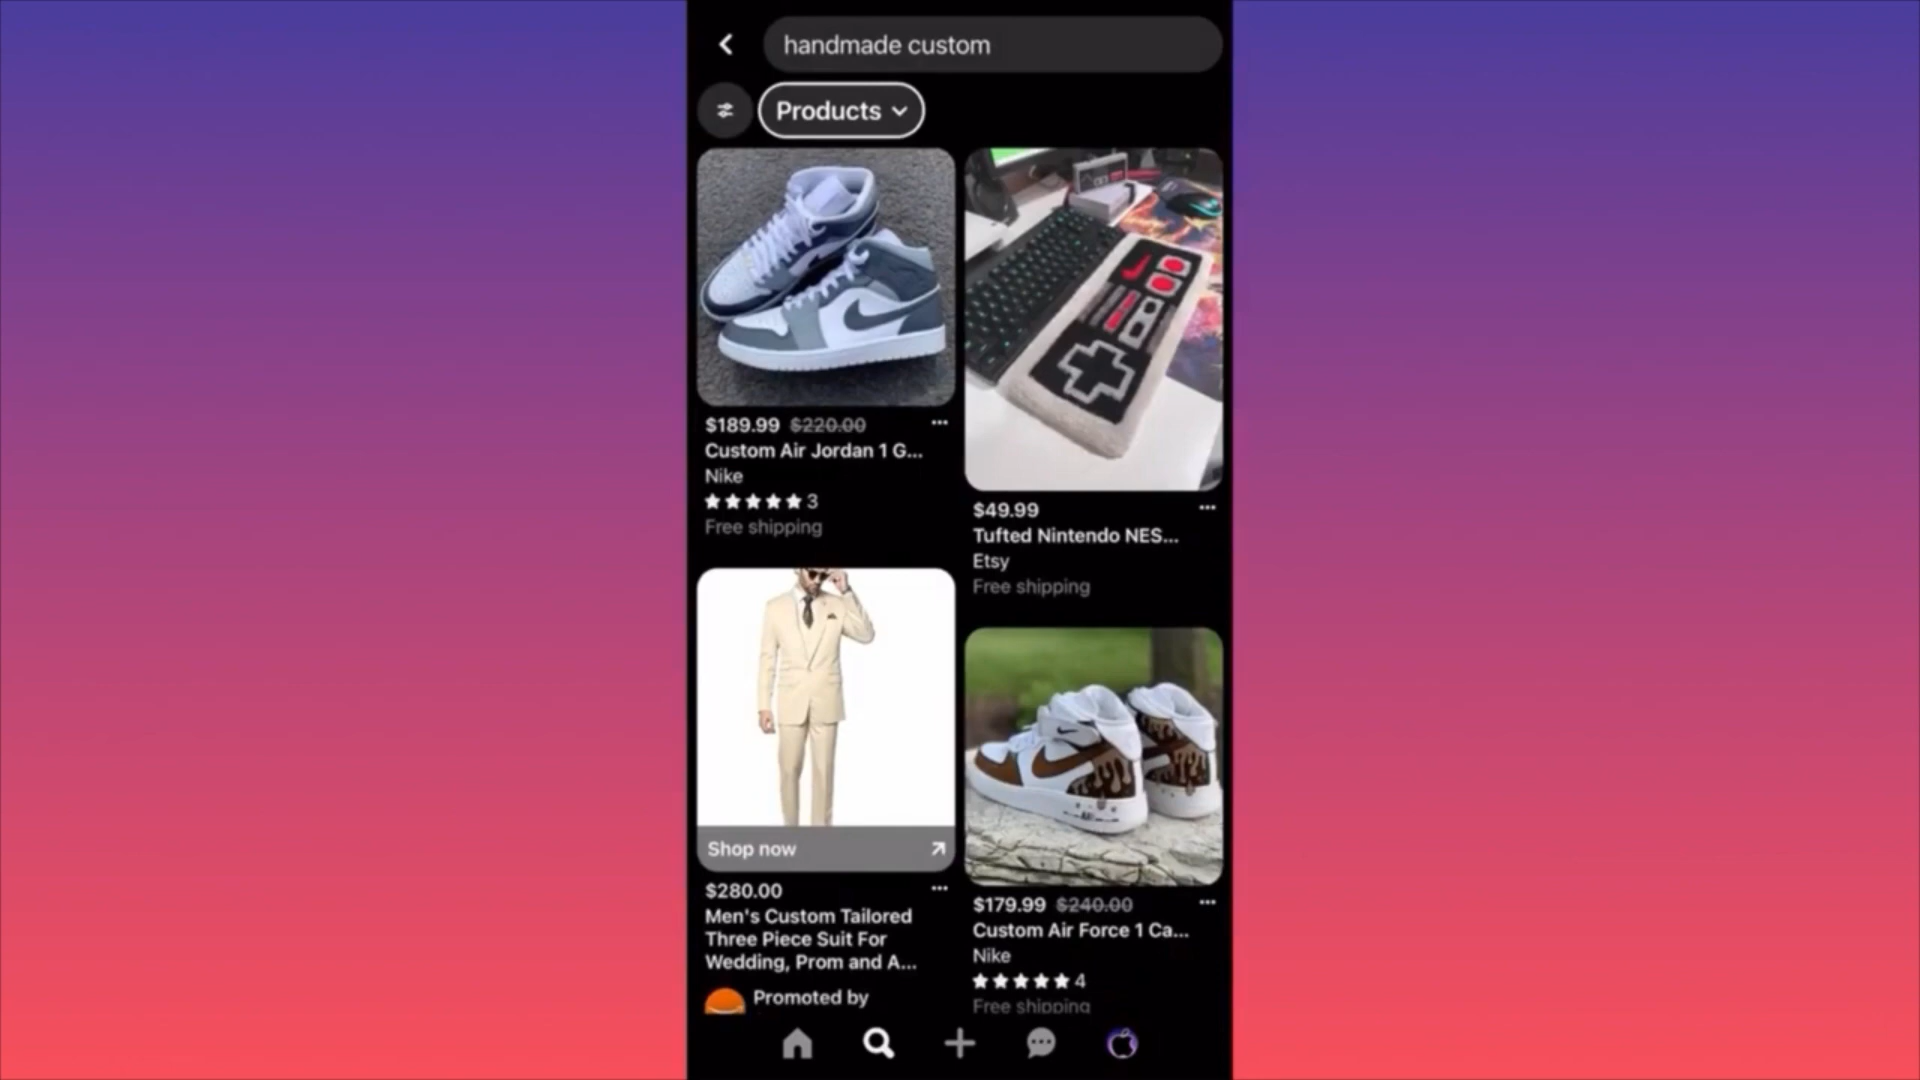 handmade custom
Products
$189.99 $220.00
Custom Air Jordan 1 G...
Nike
3
Free shipping
$49.99
Tufted Nintendo NES...
Etsy
Free shipping
Shop now
$280.00
Men's Custom Tailored
Three Piece Suit For
Wedding, Prom and A...
Promoted by
$179.99 $240.00
Custom Air Force 1 Ca...
Nike
4
Free shipping